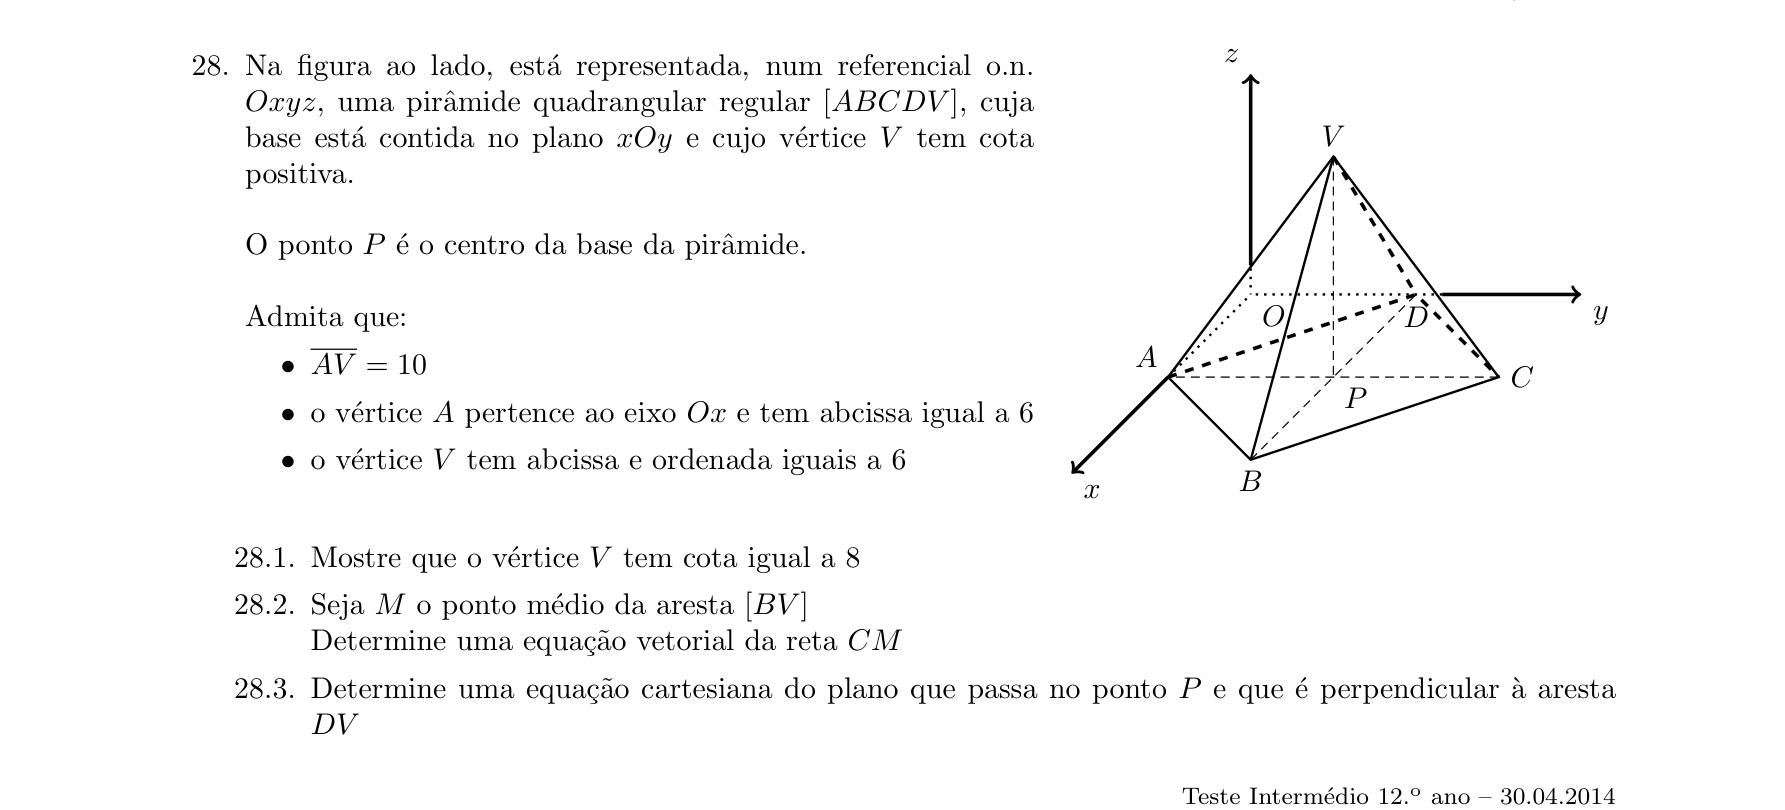 28. Na figura ao lado, está representada, num referencial o.n.
Oxyz, uma pirâmide quadrangular regular [ABCDV], cuja
base está contida no plano xOy e cujo vértice V tem cota
positiva.
O ponto P é o centro da base da pirâmide.
Admita que:
• \overline{AV} = 10
• o vértice A pertence ao eixo Ox e tem abcissa igual a 6
• o vértice V tem abcissa e ordenada iguais a 6
z
V
O
D
y
A
P
C
B
x
28.1. Mostre que o vértice V tem cota igual a 8
28.2. Seja M o ponto médio da aresta [BV]
Determine uma equação vetorial da reta CM
28.3. Determine uma equação cartesiana do plano que passa no ponto P e que é perpendicular à aresta
DV
Teste Intermédio 12.º ano – 30.04.2014